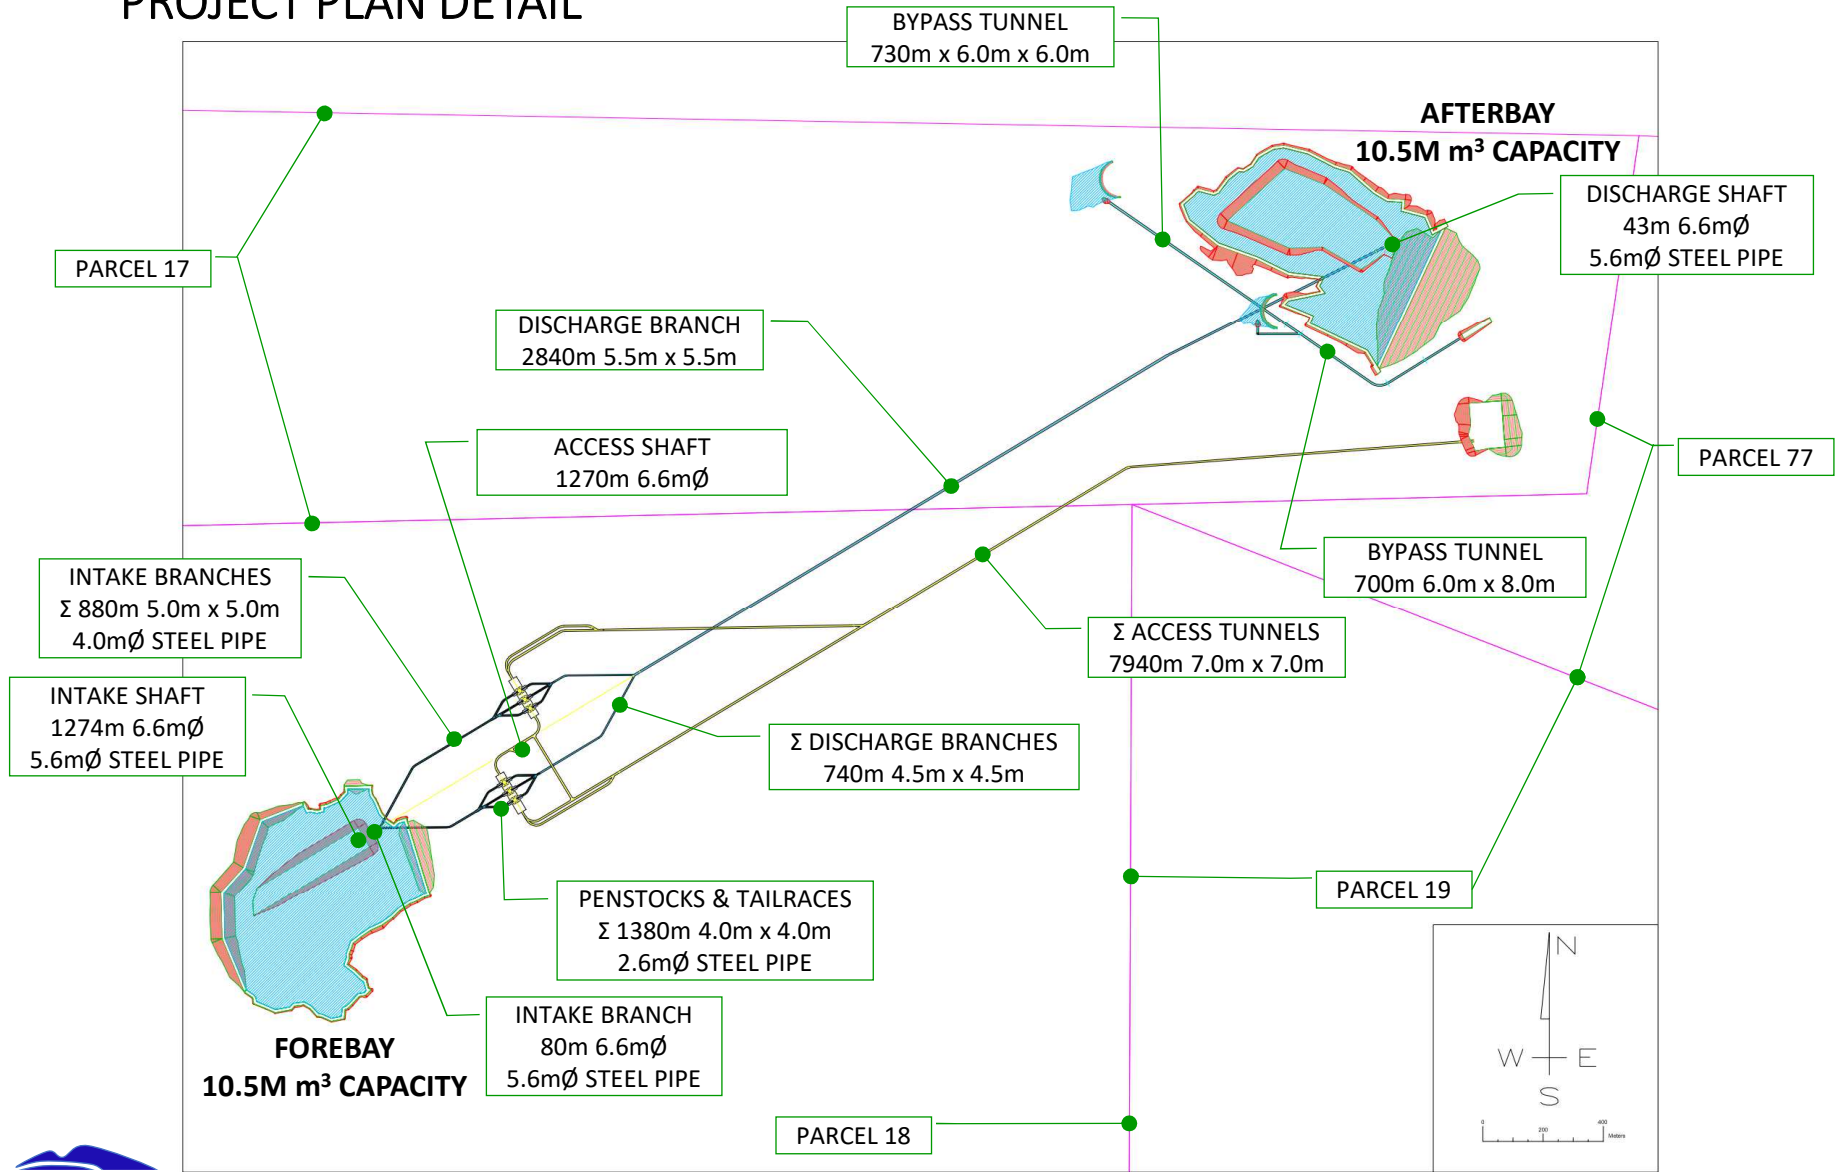 PROJECT PLAN DETAIL
BYPASS TUNNEL
730m x 6.0m x 6.0m
AFTERBAY
10.5M m³ CAPACITY
DISCHARGE SHAFT
43m 6.6mØ
5.6mØ STEEL PIPE
PARCEL 17
DISCHARGE BRANCH
2840m 5.5m x 5.5m
ACCESS SHAFT
1270m 6.6mØ
PARCEL 77
BYPASS TUNNEL
700m 6.0m x 8.0m
INTAKE BRANCHES
Σ 880m 5.0m x 5.0m
4.0mØ STEEL PIPE
Σ ACCESS TUNNELS
7940m 7.0m x 7.0m
INTAKE SHAFT
1274m 6.6mØ
5.6mØ STEEL PIPE
Σ DISCHARGE BRANCHES
740m 4.5m x 4.5m
PENSTOCKS & TAILRACES
Σ 1380m 4.0m x 4.0m
2.6mØ STEEL PIPE
PARCEL 19
INTAKE BRANCH
80m 6.6mØ
5.6mØ STEEL PIPE
FOREBAY
10.5M m³ CAPACITY
PARCEL 18
N
W E
S
0 200 400
Meters